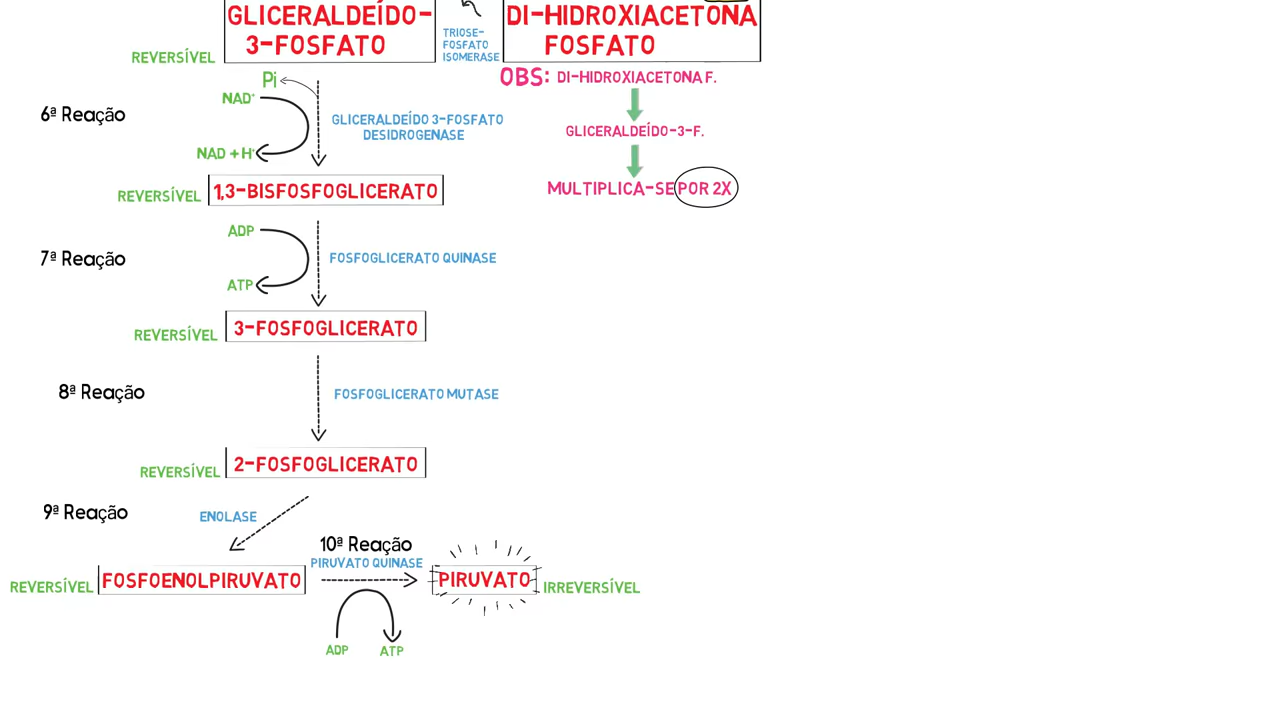 GLICERALDEÍDO-
3-FOSFATO
DI-HIDROXIACETONA
FOSFATO
TRIOSE-
FOSFATO
ISOMERASE
REVERSÍVEL
OBS: DI-HIDROXIACETONA F.
GLICERALDEÍDO-3-F.
MULTIPLICA-SE POR 2X
Pi
NAD⁺
6ª Reação
GLICERALDEÍDO 3-FOSFATO
DESIDROGENASE
NAD + H⁺
REVERSÍVEL
1,3-BISFOSFOGLICERATO
ADP
7ª Reação
FOSFOGLICERATO QUINASE
ATP
REVERSÍVEL
3-FOSFOGLICERATO
8ª Reação
FOSFOGLICERATO MUTASE
REVERSÍVEL
2-FOSFOGLICERATO
9ª Reação
ENOLASE
10ª Reação
PIRUVATO QUINASE
REVERSÍVEL
FOSFOENOLPIRUVATO
PIRUVATO
IRREVERSÍVEL
ADP
ATP